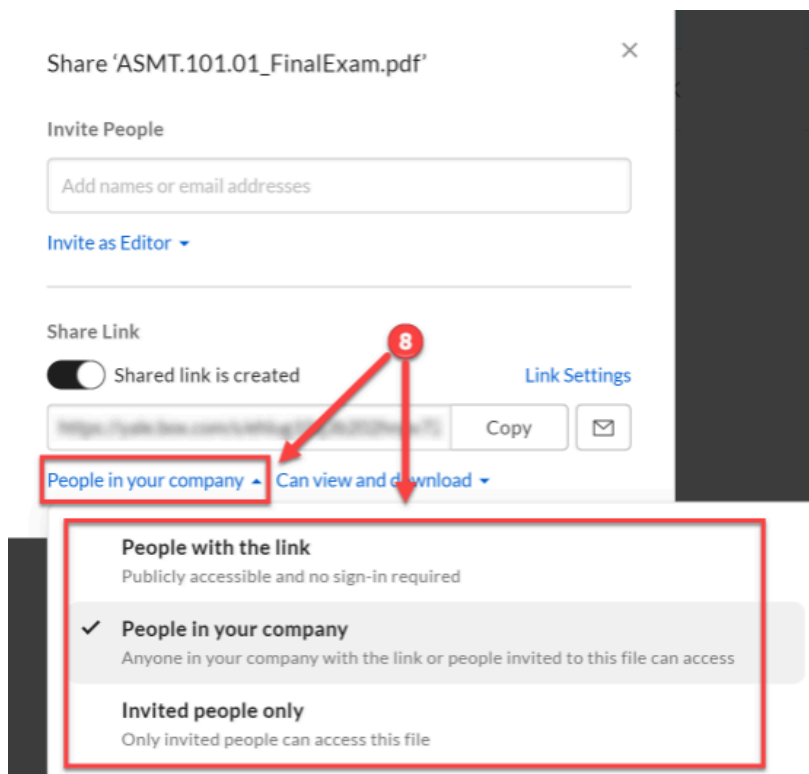 Share ‘ASMT.101.01_FinalExam.pdf’
Invite People
Add names or email addresses
Invite as Editor
Share Link
8
Shared link is created
Link Settings
Copy
People in your company
Can view and download
People with the link
Publicly accessible and no sign-in required
People in your company
Anyone in your company with the link or people invited to this file can access
Invited people only
Only invited people can access this file